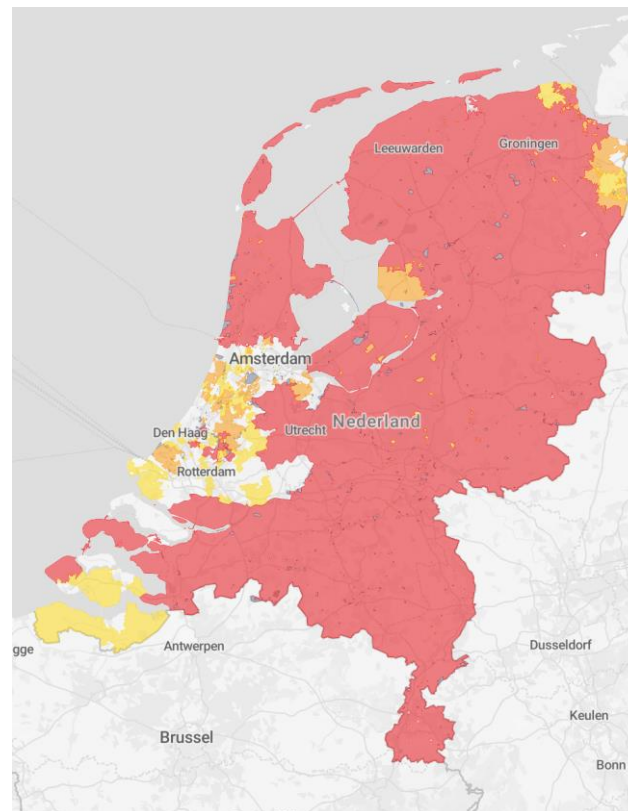 Leeuwarden
Groningen
Amsterdam
Den Haag
Utrecht
Nederland
Rotterdam
gge
Antwerpen
Dusseldorf
Brussel
Keulen
Bonn